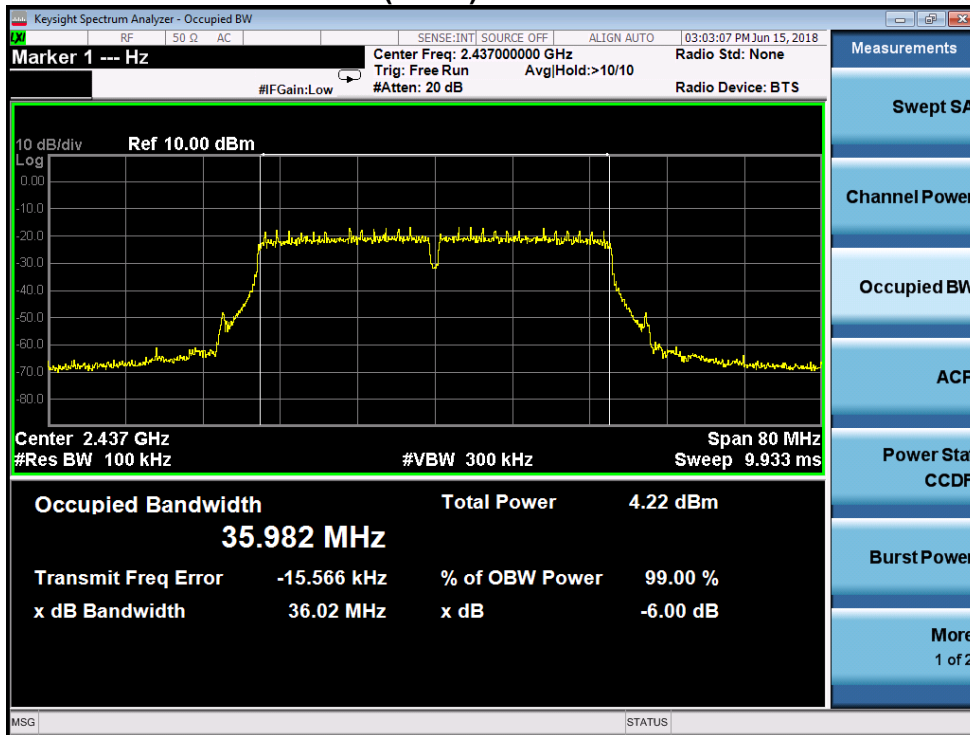 Keysight Spectrum Analyzer - Occupied BW
LXI RF 50 Ω AC SENSE:INT SOURCE OFF ALIGN AUTO 03:03:07 PM Jun 15, 2018
Marker 1 --- Hz
Center Freq: 2.437000000 GHz Radio Std: None
Trig: Free Run Avg|Hold:>10/10
#IFGain:Low #Atten: 20 dB Radio Device: BTS
10 dB/div Ref 10.00 dBm
Log
0.00
-10.0
-20.0
-30.0
-40.0
-50.0
-60.0
-70.0
-80.0
Center 2.437 GHz Span 80 MHz
#Res BW 100 kHz #VBW 300 kHz Sweep 9.933 ms
Occupied Bandwidth Total Power 4.22 dBm
35.982 MHz
Transmit Freq Error -15.566 kHz % of OBW Power 99.00 %
x dB Bandwidth 36.02 MHz x dB -6.00 dB
MSG STATUS
Measurements
Swept SA
Channel Power
Occupied BW
ACP
Power Stat
CCDF
Burst Power
More
1 of 2